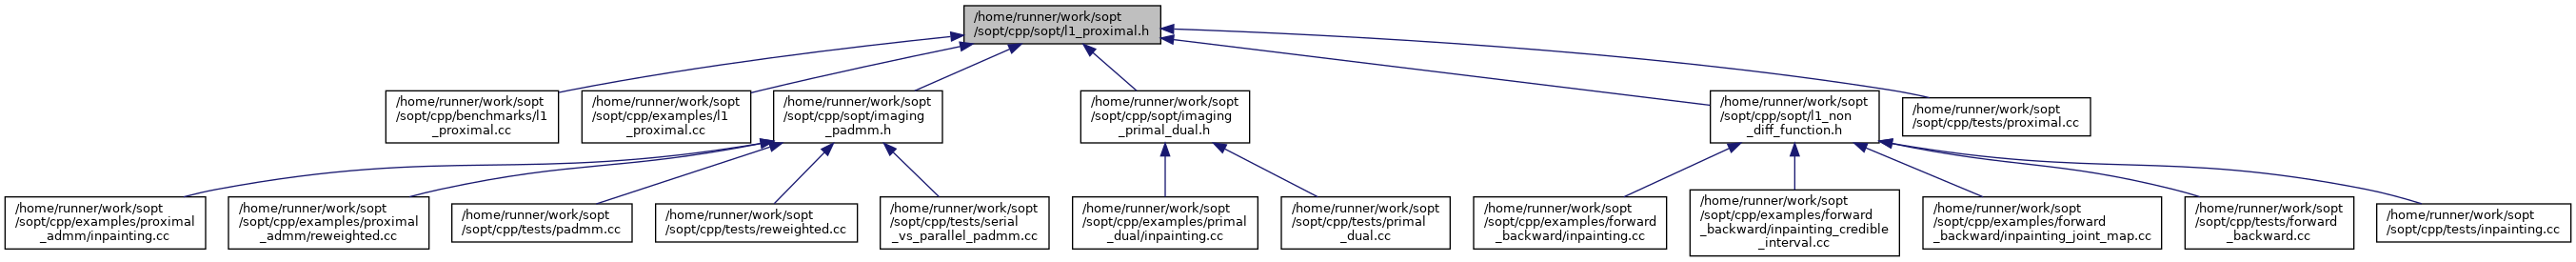 /home/runner/work/sopt
/sopt/cpp/sopt/l1_proximal.h
/home/runner/work/sopt
/sopt/cpp/benchmarks/l1
_proximal.cc
/home/runner/work/sopt
/sopt/cpp/examples/l1
_proximal.cc
/home/runner/work/sopt
/sopt/cpp/sopt/imaging
_padmm.h
/home/runner/work/sopt
/sopt/cpp/sopt/imaging
_primal_dual.h
/home/runner/work/sopt
/sopt/cpp/sopt/l1_non
_diff_function.h
/home/runner/work/sopt
/sopt/cpp/tests/proximal.cc
/home/runner/work/sopt
/sopt/cpp/examples/proximal
_admm/inpainting.cc
/home/runner/work/sopt
/sopt/cpp/examples/proximal
_admm/reweighted.cc
/home/runner/work/sopt
/sopt/cpp/tests/padmm.cc
/home/runner/work/sopt
/sopt/cpp/tests/reweighted.cc
/home/runner/work/sopt
/sopt/cpp/tests/serial
_vs_parallel_padmm.cc
/home/runner/work/sopt
/sopt/cpp/examples/primal
_dual/inpainting.cc
/home/runner/work/sopt
/sopt/cpp/tests/primal
_dual.cc
/home/runner/work/sopt
/sopt/cpp/examples/forward
_backward/inpainting.cc
/home/runner/work/sopt
/sopt/cpp/examples/forward
_backward/inpainting_credible
_interval.cc
/home/runner/work/sopt
/sopt/cpp/examples/forward
_backward/inpainting_joint_map.cc
/home/runner/work/sopt
/sopt/cpp/tests/forward
_backward.cc
/home/runner/work/sopt
/sopt/cpp/tests/inpainting.cc